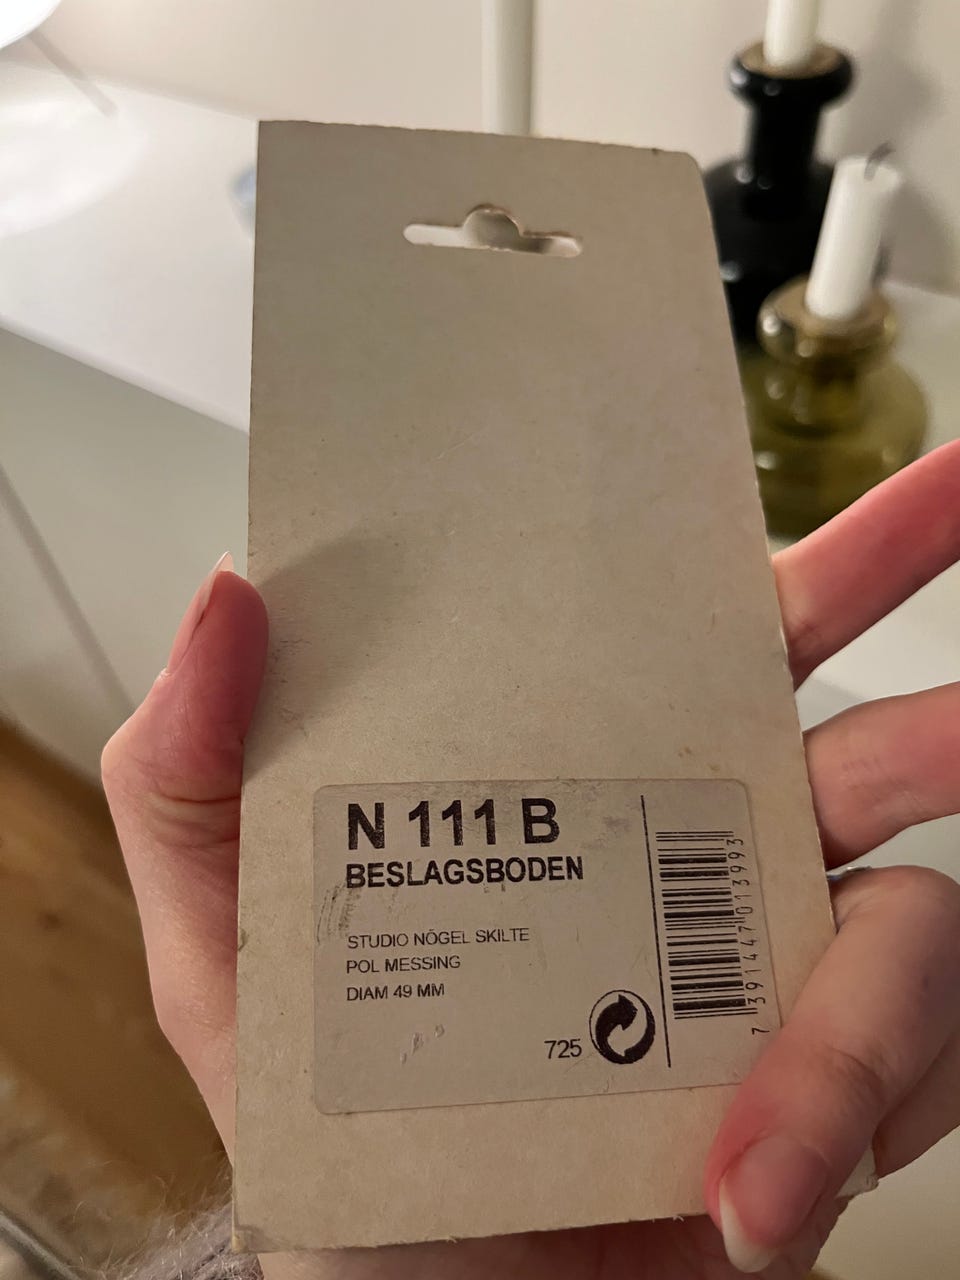 N 111 B
BESLAGSBODEN
STUDIO NÖGEL SKILTE
POL MESSING
DIAM 49 MM
725
7 391447 013993